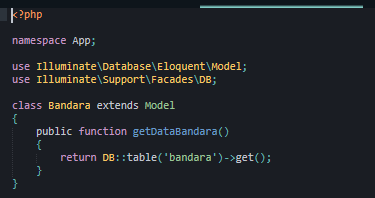 <?php
namespace App;
use Illuminate\Database\Eloquent\Model;
use Illuminate\Support\Facades\DB;
class Bandara extends Model
{
    public function getDataBandara()
    {
        return DB::table('bandara')->get();
    }
}